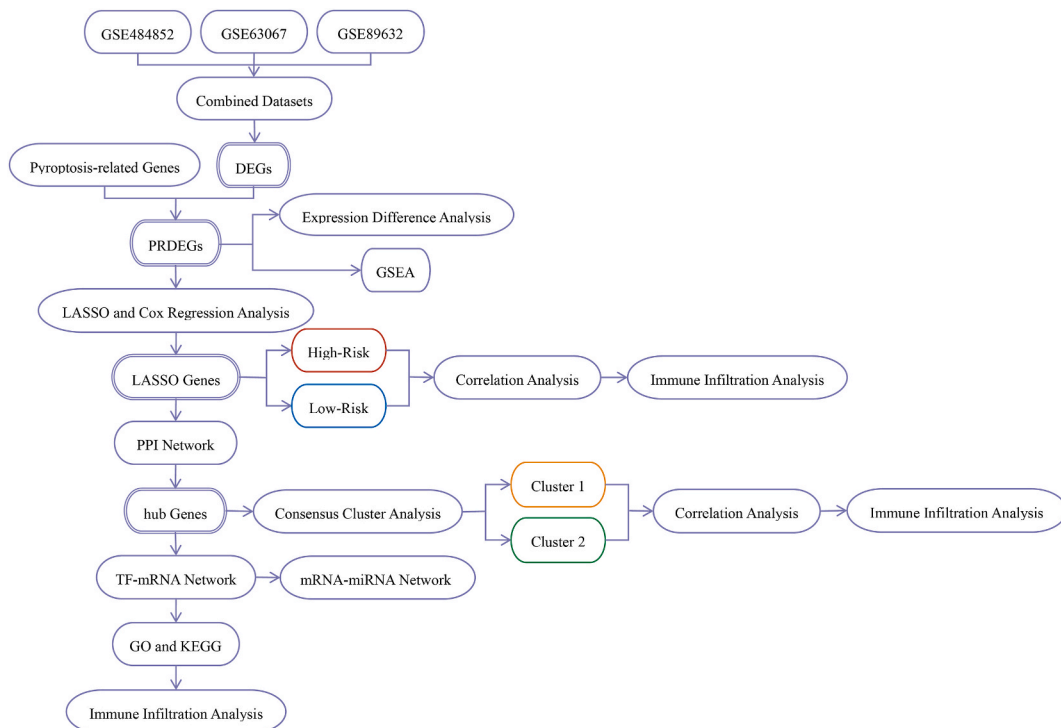 GSE484852
GSE63067
GSE89632
Combined Datasets
Pyroptosis-related Genes
DEGs
Expression Difference Analysis
PRDEGs
GSEA
LASSO and Cox Regression Analysis
High-Risk
LASSO Genes
Correlation Analysis
Immune Infiltration Analysis
Low-Risk
PPI Network
Cluster 1
hub Genes
Consensus Cluster Analysis
Correlation Analysis
Immune Infiltration Analysis
Cluster 2
TF-mRNA Network
mRNA-miRNA Network
GO and KEGG
Immune Infiltration Analysis